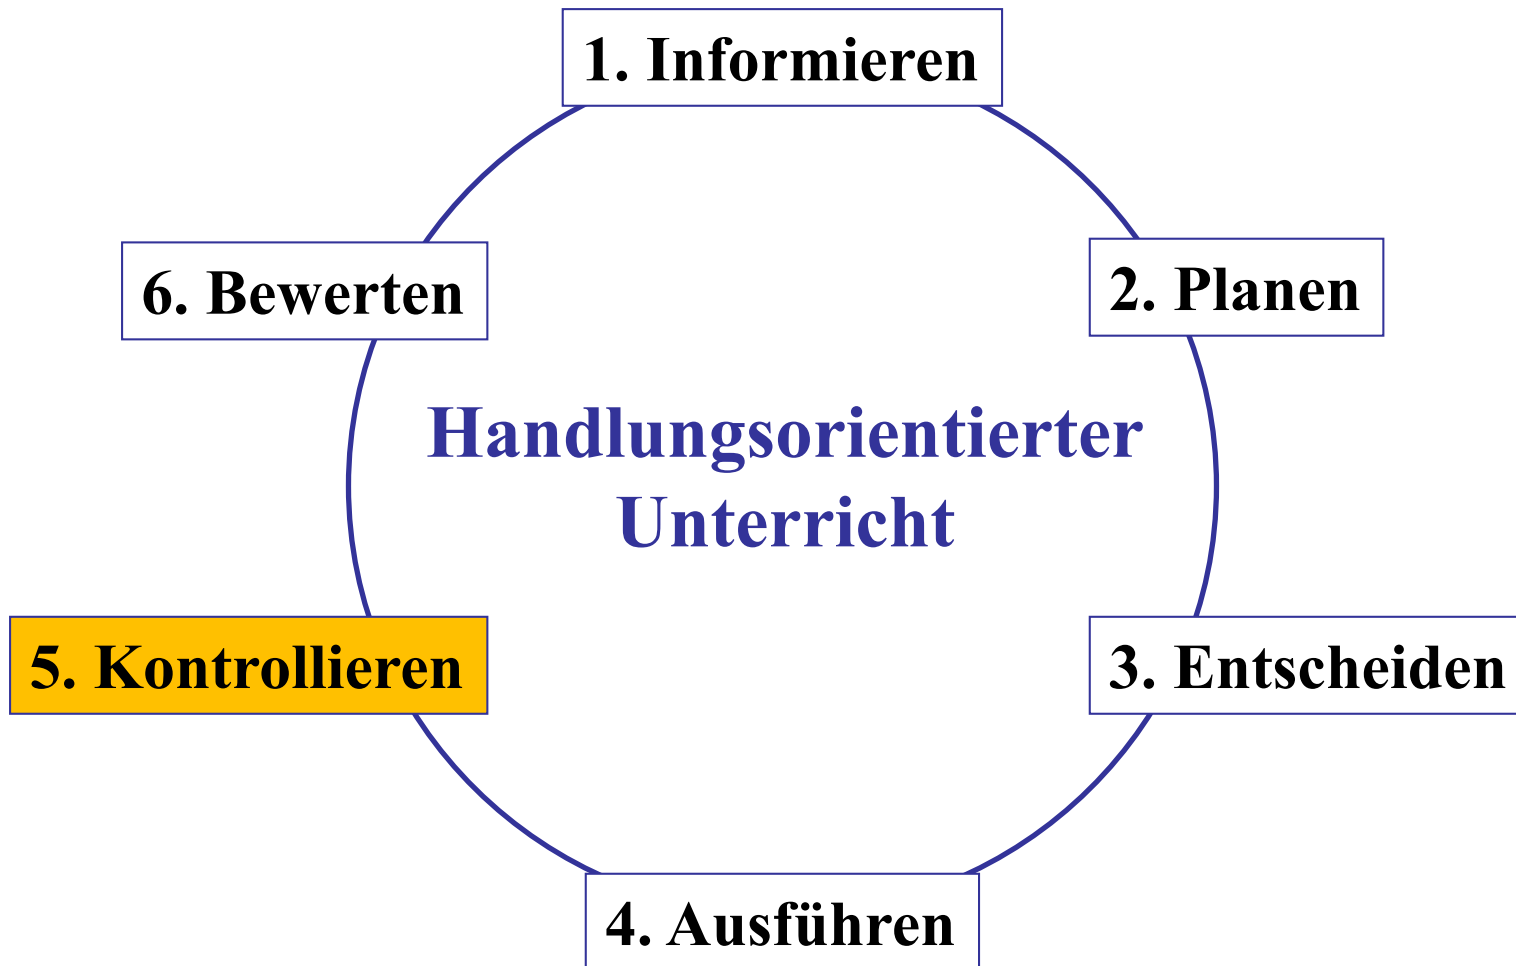 1. Informieren
6. Bewerten
2. Planen
Handlungsorientierter
Unterricht
5. Kontrollieren
3. Entscheiden
4. Ausführen